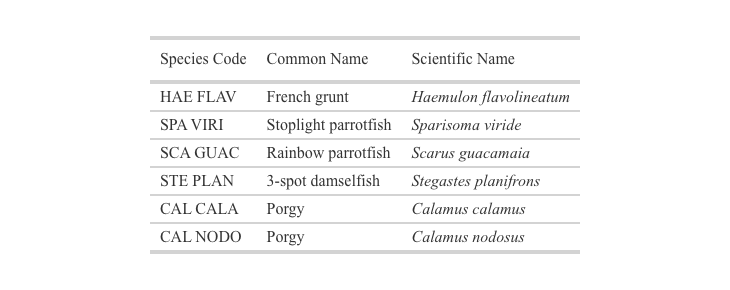 Species Code Common Name Scientific Name
HAE FLAV French grunt Haemulon flavolineatum
SPA VIRI Stoplight parrotfish Sparisoma viride
SCA GUAC Rainbow parrotfish Scarus guacamaia
STE PLAN 3-spot damselfish Stegastes planifrons
CAL CALA Porgy Calamus calamus
CAL NODO Porgy Calamus nodosus